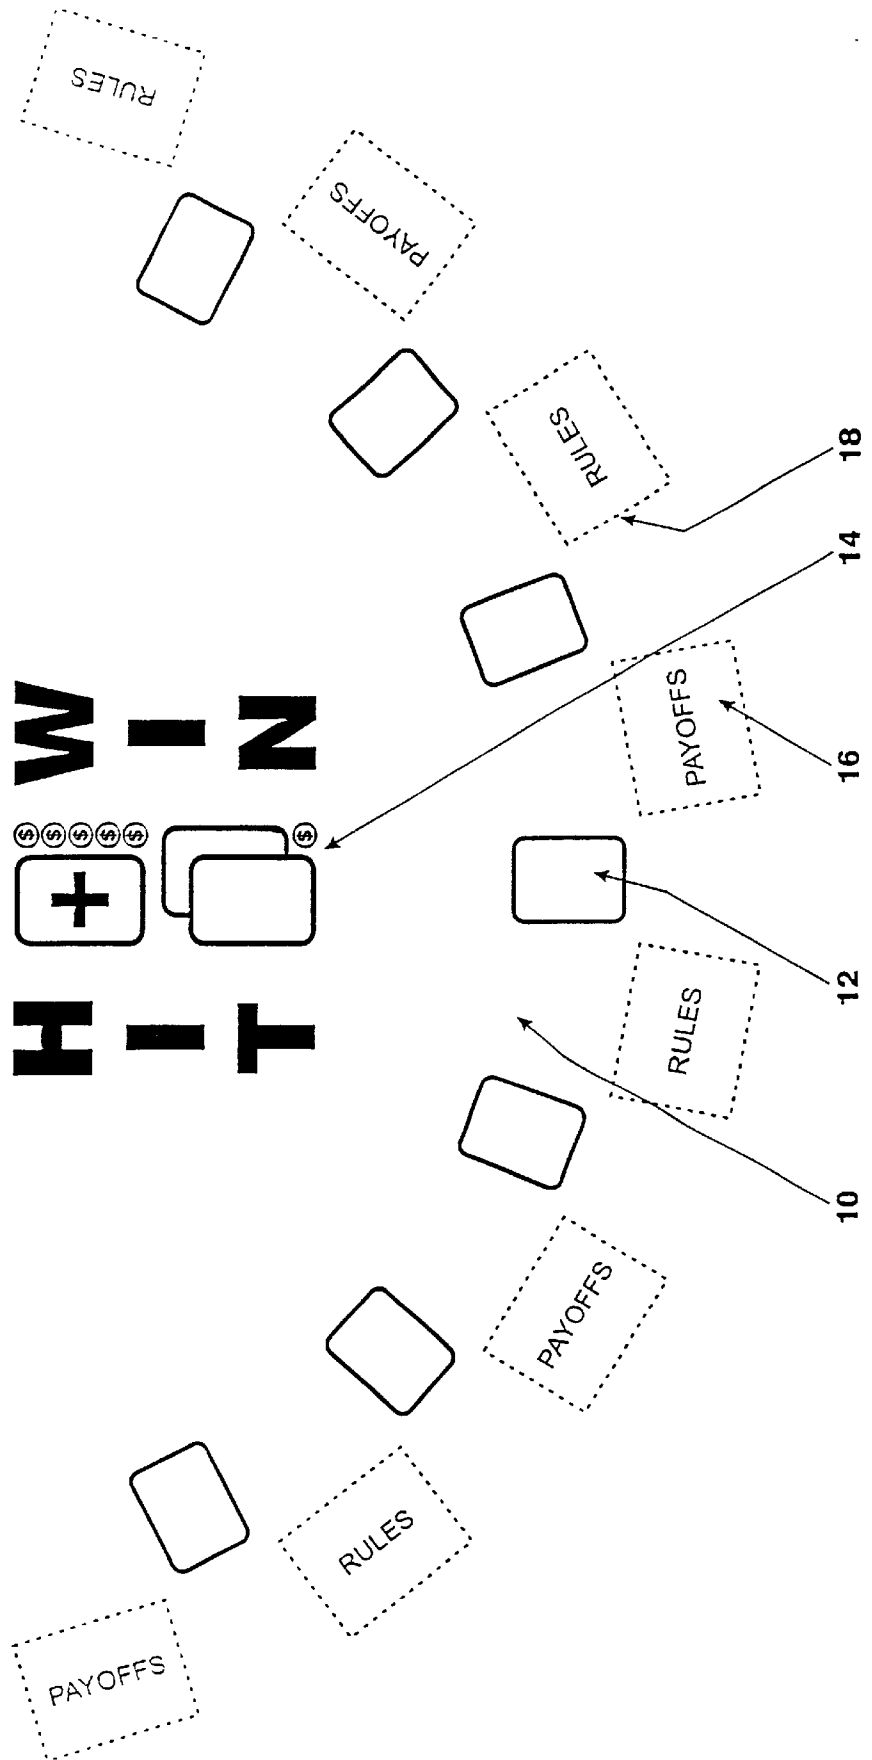 HIT
WIN
+
$ $ $ $ $
$
PAYOFFS
RULES
PAYOFFS
RULES
PAYOFFS
RULES
PAYOFFS
RULES
10
12
16
14
18